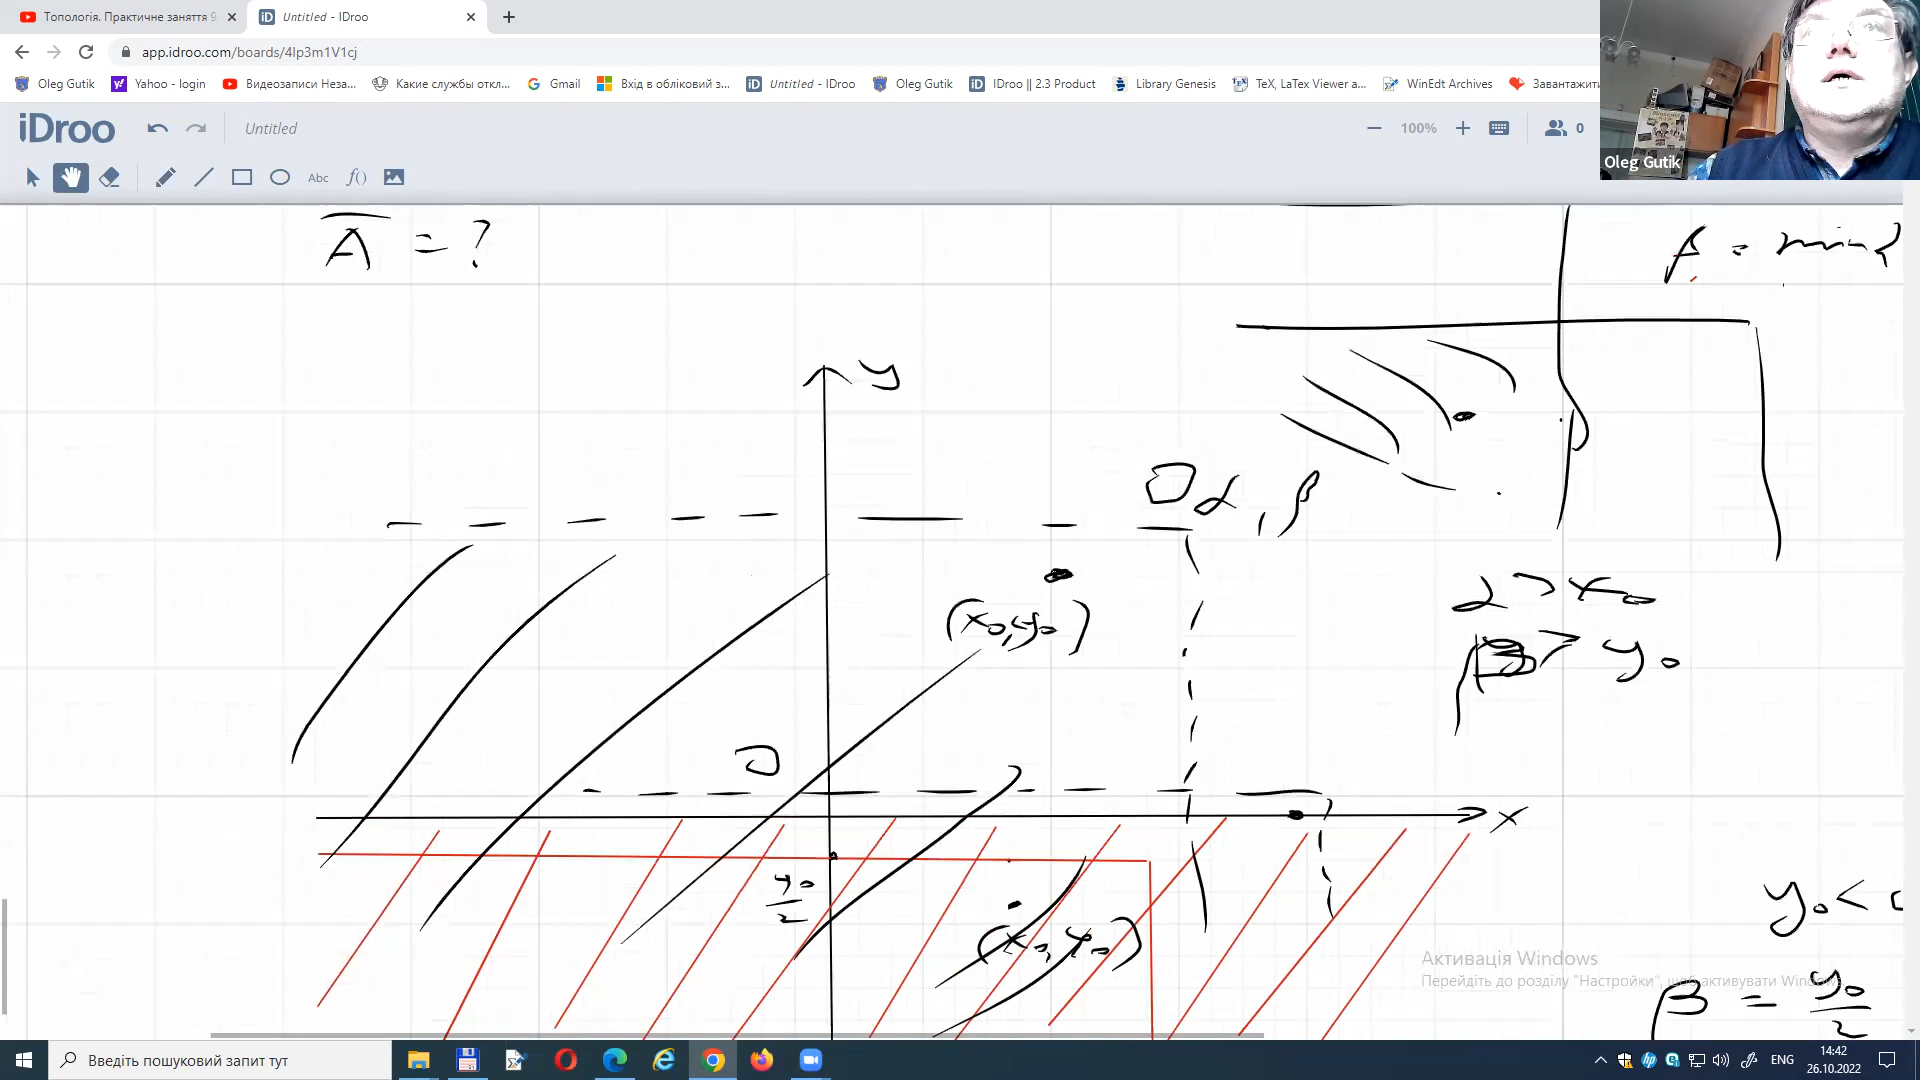 Топологія. Практичне заняття 9
Untitled - IDroo
app.idroo.com/boards/4lp3m1V1cj
Oleg Gutik
Yahoo - login
Видеозаписи Неза...
Какие службы откл...
Gmail
Вхід в обліковий з...
Untitled - IDroo
Oleg Gutik
IDroo || 2.3 Product
Library Genesis
TeX, LaTex Viewer a...
WinEdt Archives
Завантажити
iDroo
Untitled
100%
0
Abc
f()
Oleg Gutik
A = ?
β = min{
y
O α, β
(x₀, y₀)
α > x₀
β > y₀
O
x
y₀/2
(x₀, y₀)
y₀ <
β = y₀/2
Активація Windows
Перейдіть до розділу "Настройки", щоб активувати Windows.
Введіть пошуковий запит тут
ENG
14:42
26.10.2022